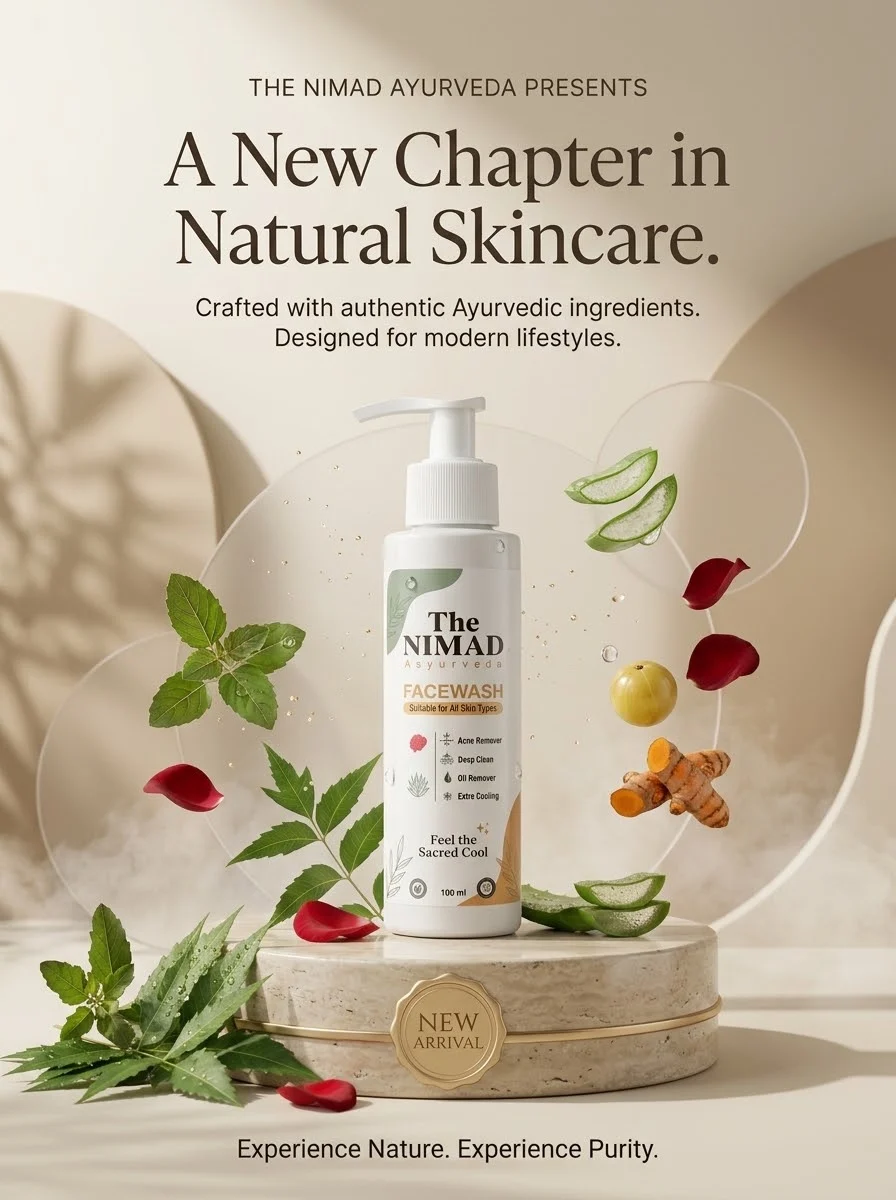 THE NIMAD AYURVEDA PRESENTS
A New Chapter in
Natural Skincare.
Crafted with authentic Ayurvedic ingredients.
Designed for modern lifestyles.
The
NIMAD
Asyurveda
FACEWASH
Suitable for All Skin Types
Acne Remover
Desp Clean
Oll Remover
Extre Cooling
Feel the
Sacred Cool
100 ml
NEW
ARRIVAL
Experience Nature. Experience Purity.